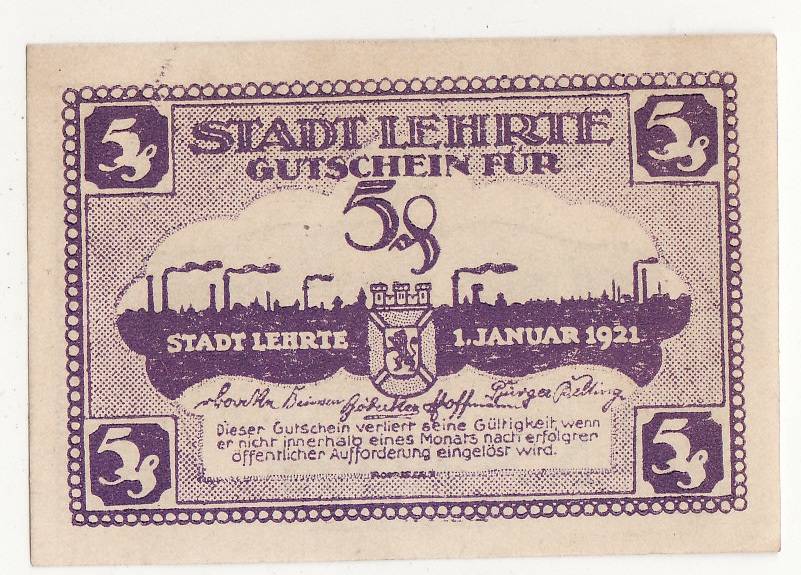 5₰ 5₰
STADT LEHRTE
GUTSCHEIN FÜR
5₰
STADT LEHRTE 1. JANUAR 1921
Hoffmann
Dieser Gutschein verliert seine Gültigkeit, wenn
er nicht innerhalb eines Monats nach erfolgter
öffentlicher Aufforderung eingelöst wird.
5₰ 5₰